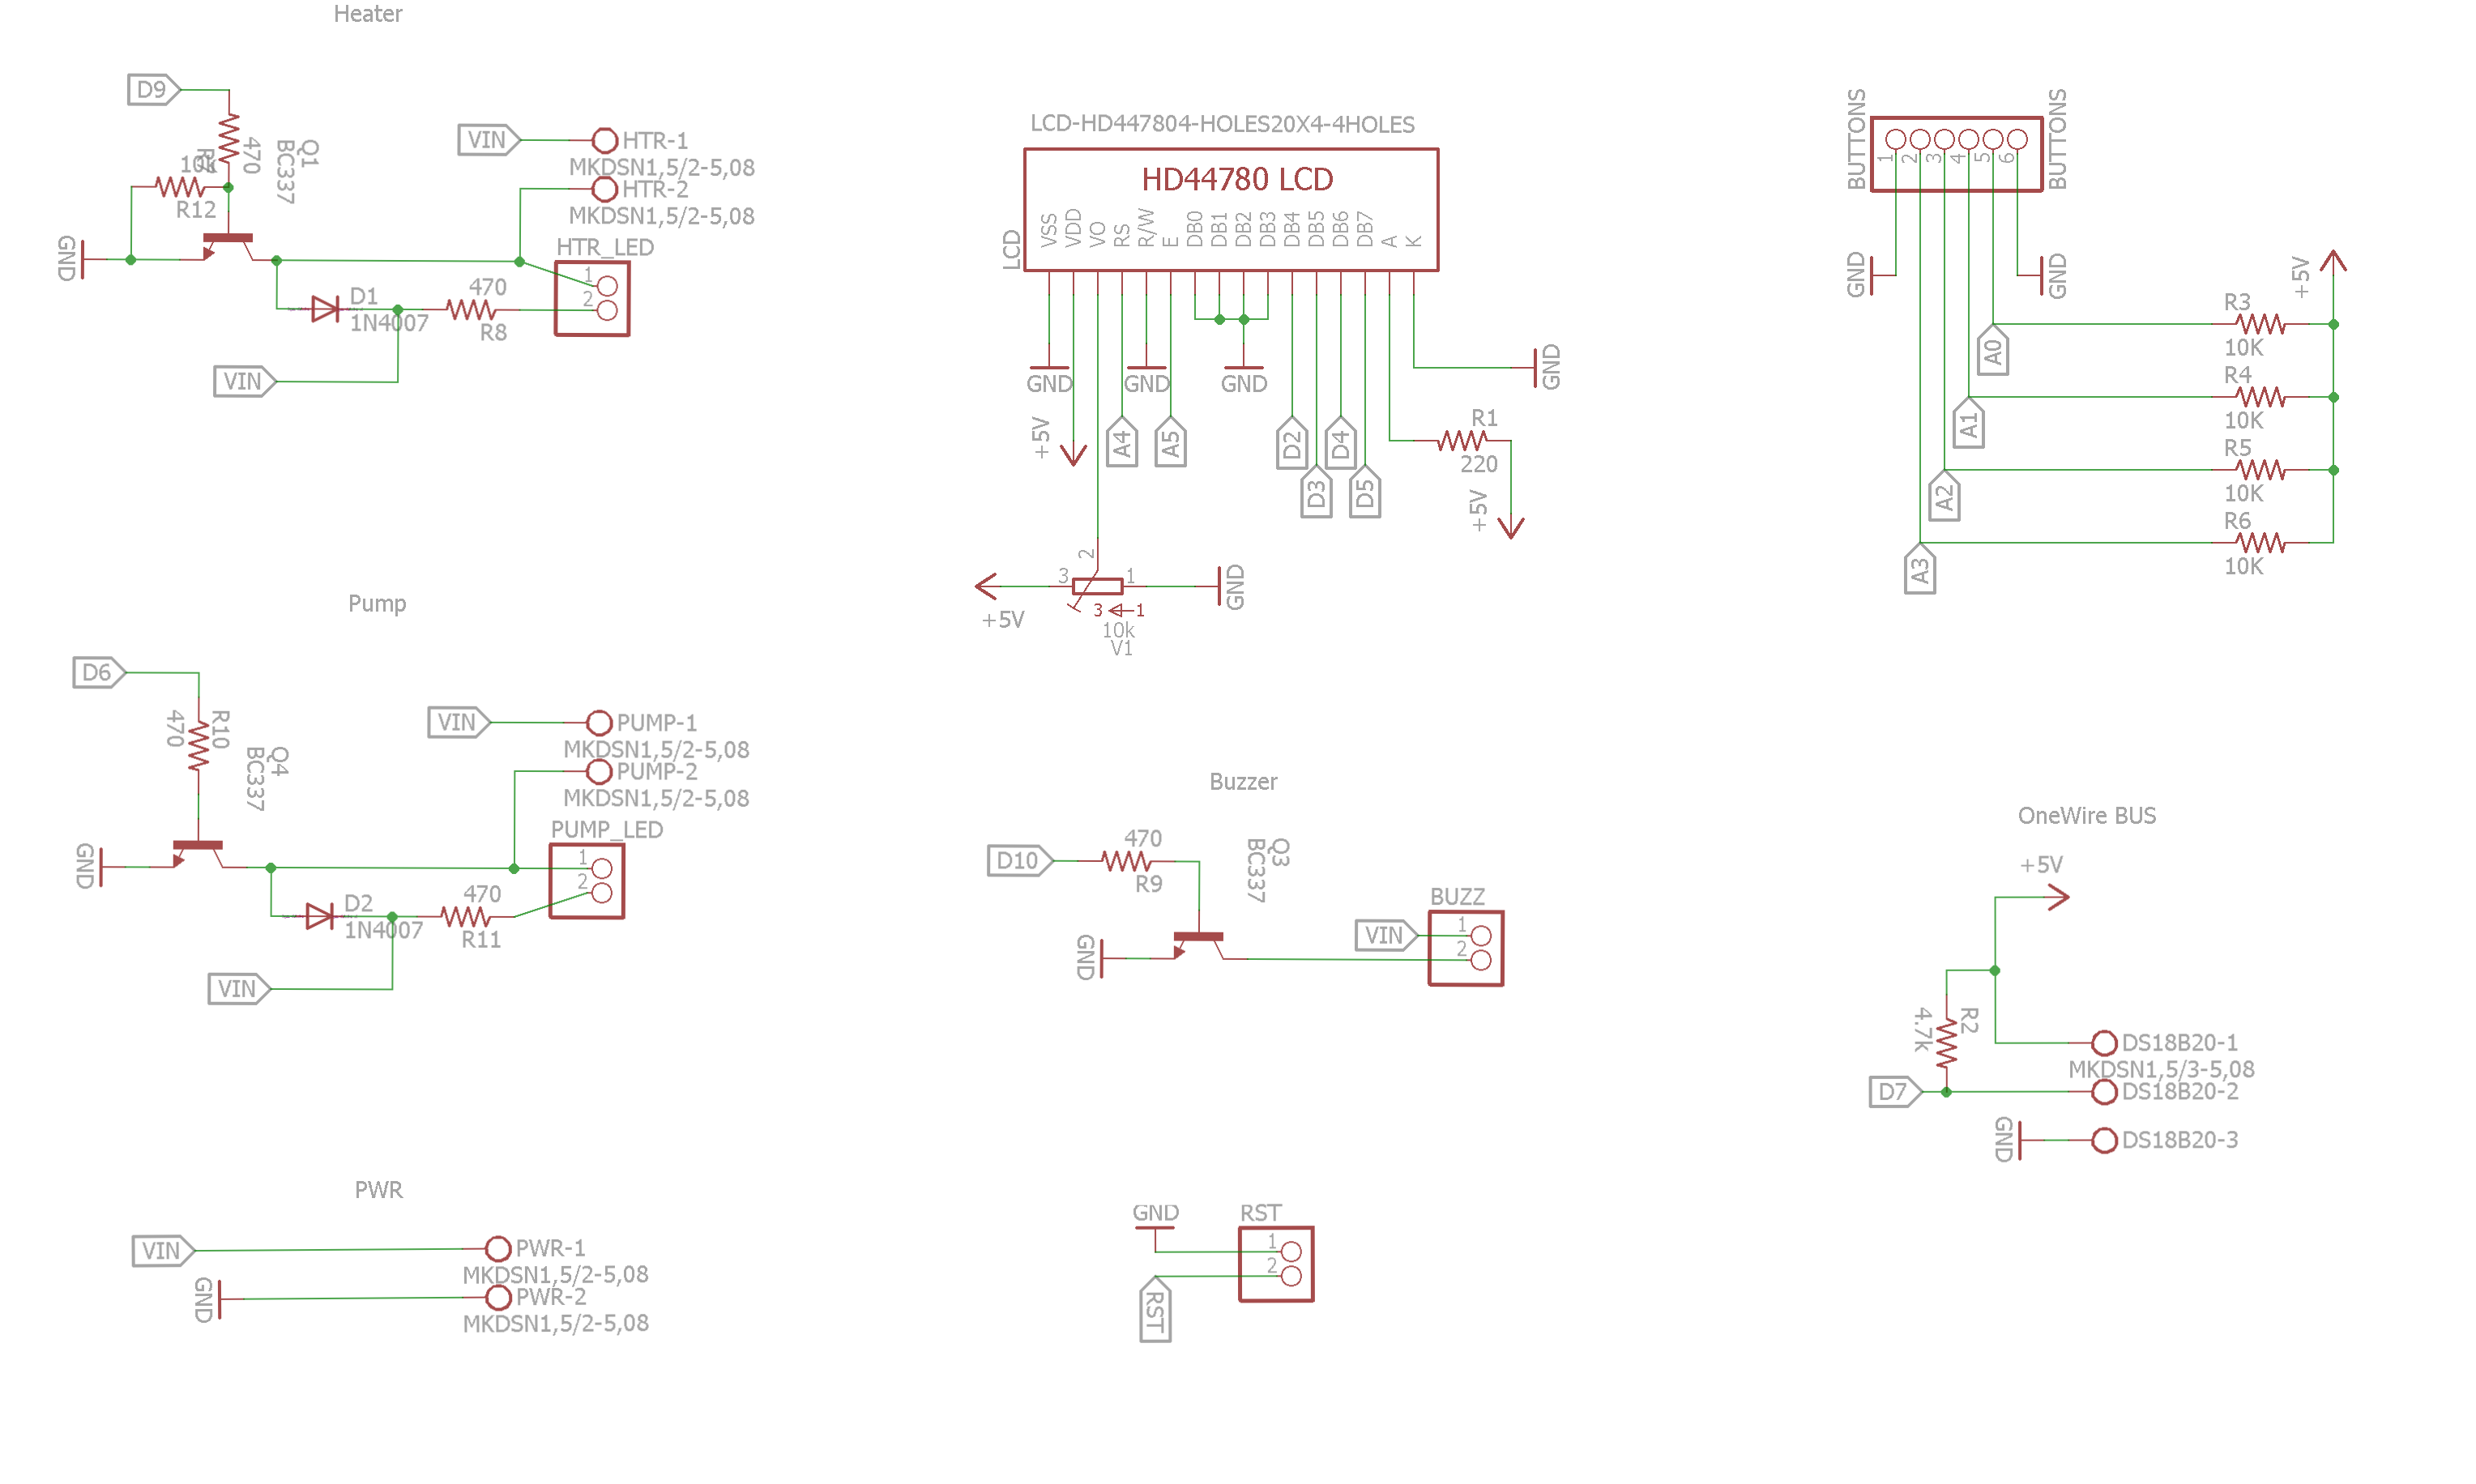 Heater
D9
470
Q1
BC337
10k
R12
GND
VIN
HTR-1
MKDSN1,5/2-5,08
HTR-2
MKDSN1,5/2-5,08
HTR_LED
1
2
D1
1N4007
470
R8
VIN
LCD-HD447804-HOLES20X4-4HOLES
HD44780 LCD
LCD
VSS
VDD
VO
RS
R/W
E
DB0
DB1
DB2
DB3
DB4
DB5
DB6
DB7
A
K
GND
GND
GND
GND
+5V
A4
A5
D2
D3
D4
D5
R1
220
+5V
2
3
1
3
1
10k
V1
+5V
GND
BUTTONS
BUTTONS
1
2
3
4
5
6
GND
GND
+5V
A0
R3
10K
A1
R4
10K
A2
R5
10K
A3
R6
10K
Pump
D6
R10
470
Q4
BC337
GND
VIN
PUMP-1
MKDSN1,5/2-5,08
PUMP-2
MKDSN1,5/2-5,08
PUMP_LED
1
2
D2
1N4007
470
R11
VIN
Buzzer
D10
470
R9
Q3
BC337
GND
VIN
BUZZ
1
2
OneWire BUS
+5V
R2
4.7k
D7
DS18B20-1
MKDSN1,5/3-5,08
DS18B20-2
GND
DS18B20-3
PWR
VIN
PWR-1
MKDSN1,5/2-5,08
GND
PWR-2
MKDSN1,5/2-5,08
GND
RST
1
2
RST